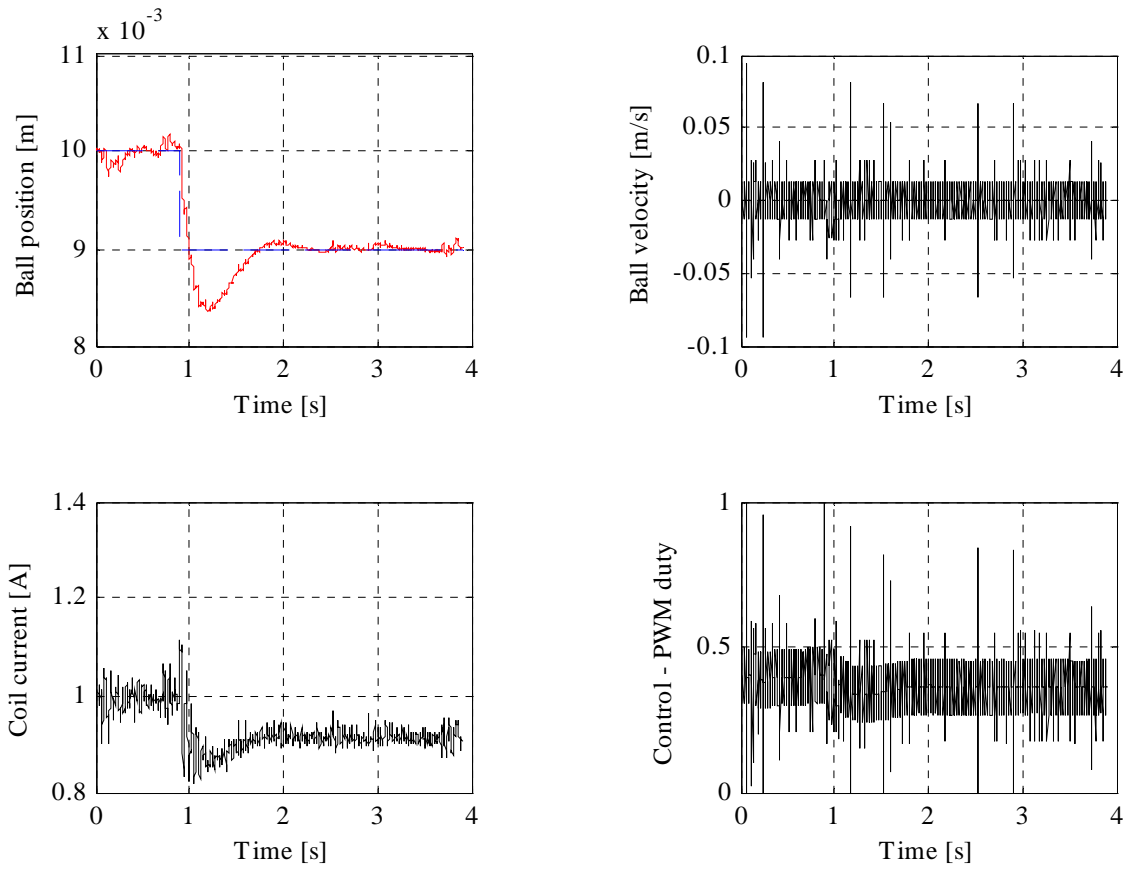 x 10-3
11
10
9
8
Ball position [m]
0 1 2 3 4
Time [s]
0.1
0.05
0
-0.05
-0.1
Ball velocity [m/s]
0 1 2 3 4
Time [s]
1.4
1.2
1
0.8
Coil current [A]
0 1 2 3 4
Time [s]
1
0.5
0
Control - PWM duty
0 1 2 3 4
Time [s]